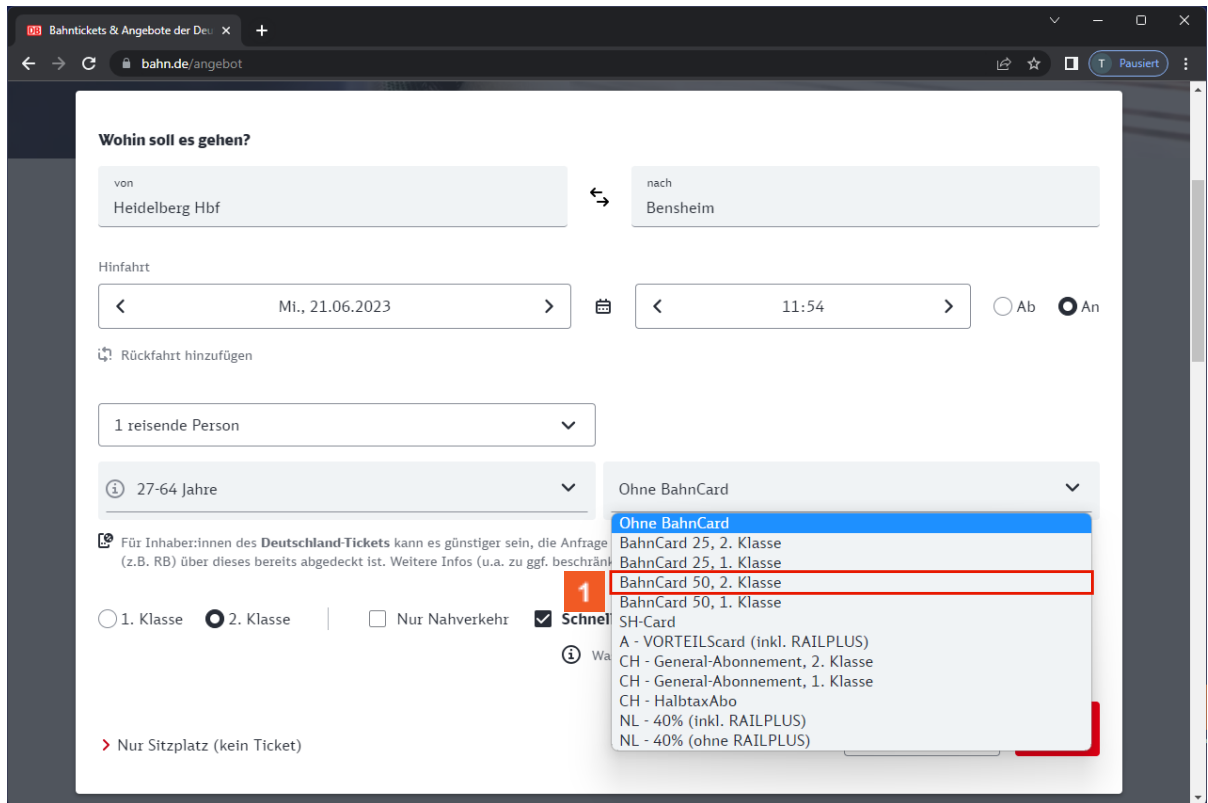 DB Bahntickets & Angebote der Deu
bahn.de/angebot
T Pausiert
Wohin soll es gehen?
von
Heidelberg Hbf
nach
Bensheim
Hinfahrt
Mi., 21.06.2023
11:54
Ab
An
Rückfahrt hinzufügen
1 reisende Person
27-64 Jahre
Ohne BahnCard
Für Inhaber:innen des Deutschland-Tickets kann es günstiger sein, die Anfrage
(z.B. RB) über dieses bereits abgedeckt ist. Weitere Infos (u.a. zu ggf.
Ohne BahnCard
BahnCard 25, 2. Klasse
BahnCard 25, 1. Klasse
1
BahnCard 50, 2. Klasse
BahnCard 50, 1. Klasse
SH-Card
A - VORTEILScard (inkl. RAILPLUS)
CH - General-Abonnement, 2. Klasse
CH - General-Abonnement, 1. Klasse
CH - HalbtaxAbo
NL - 40% (inkl. RAILPLUS)
NL - 40% (ohne RAILPLUS)
1. Klasse
2. Klasse
Nur Nahverkehr
Nur Sitzplatz (kein Ticket)